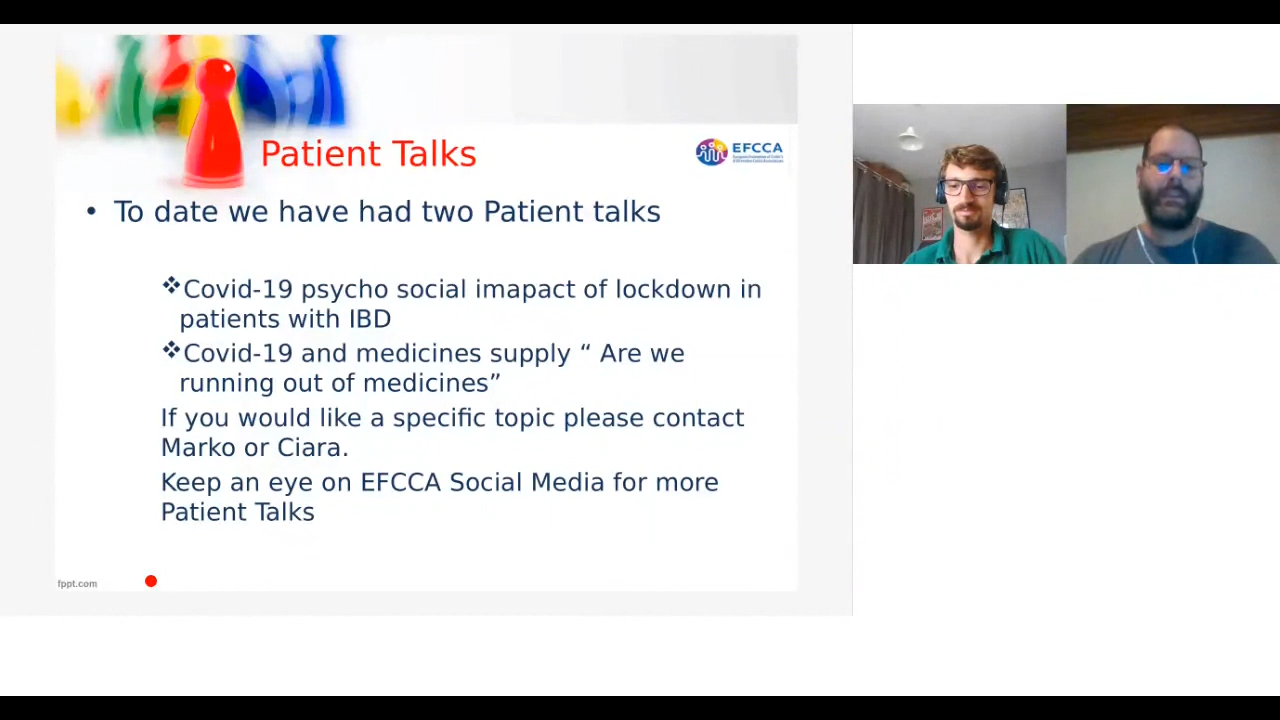 Patient Talks
EFCCA
• To date we have had two Patient talks
❖Covid-19 psycho social imapact of lockdown in
patients with IBD
❖Covid-19 and medicines supply “ Are we
running out of medicines”
If you would like a specific topic please contact
Marko or Ciara.
Keep an eye on EFCCA Social Media for more
Patient Talks
fppt.com